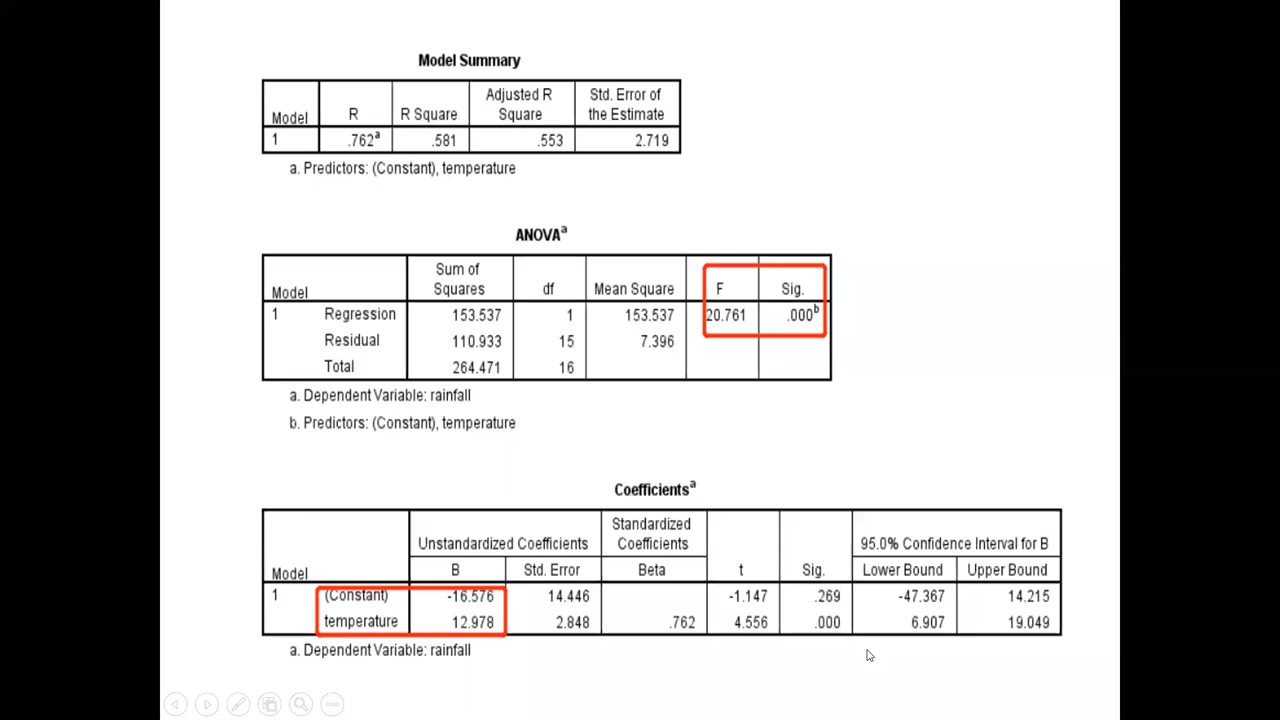 Model Summary
Model R R Square Adjusted R Square Std. Error of the Estimate
1 .762a .581 .553 2.719
a. Predictors: (Constant), temperature
ANOVAa
Model Sum of Squares df Mean Square F Sig.
1 Regression 153.537 1 153.537 20.761 .000b
Residual 110.933 15 7.396
Total 264.471 16
a. Dependent Variable: rainfall
b. Predictors: (Constant), temperature
Coefficientsa
Model Unstandardized Coefficients Standardized Coefficients t Sig. 95.0% Confidence Interval for B
B Std. Error Beta Lower Bound Upper Bound
1 (Constant) -16.576 14.446 -1.147 .269 -47.367 14.215
temperature 12.978 2.848 .762 4.556 .000 6.907 19.049
a. Dependent Variable: rainfall